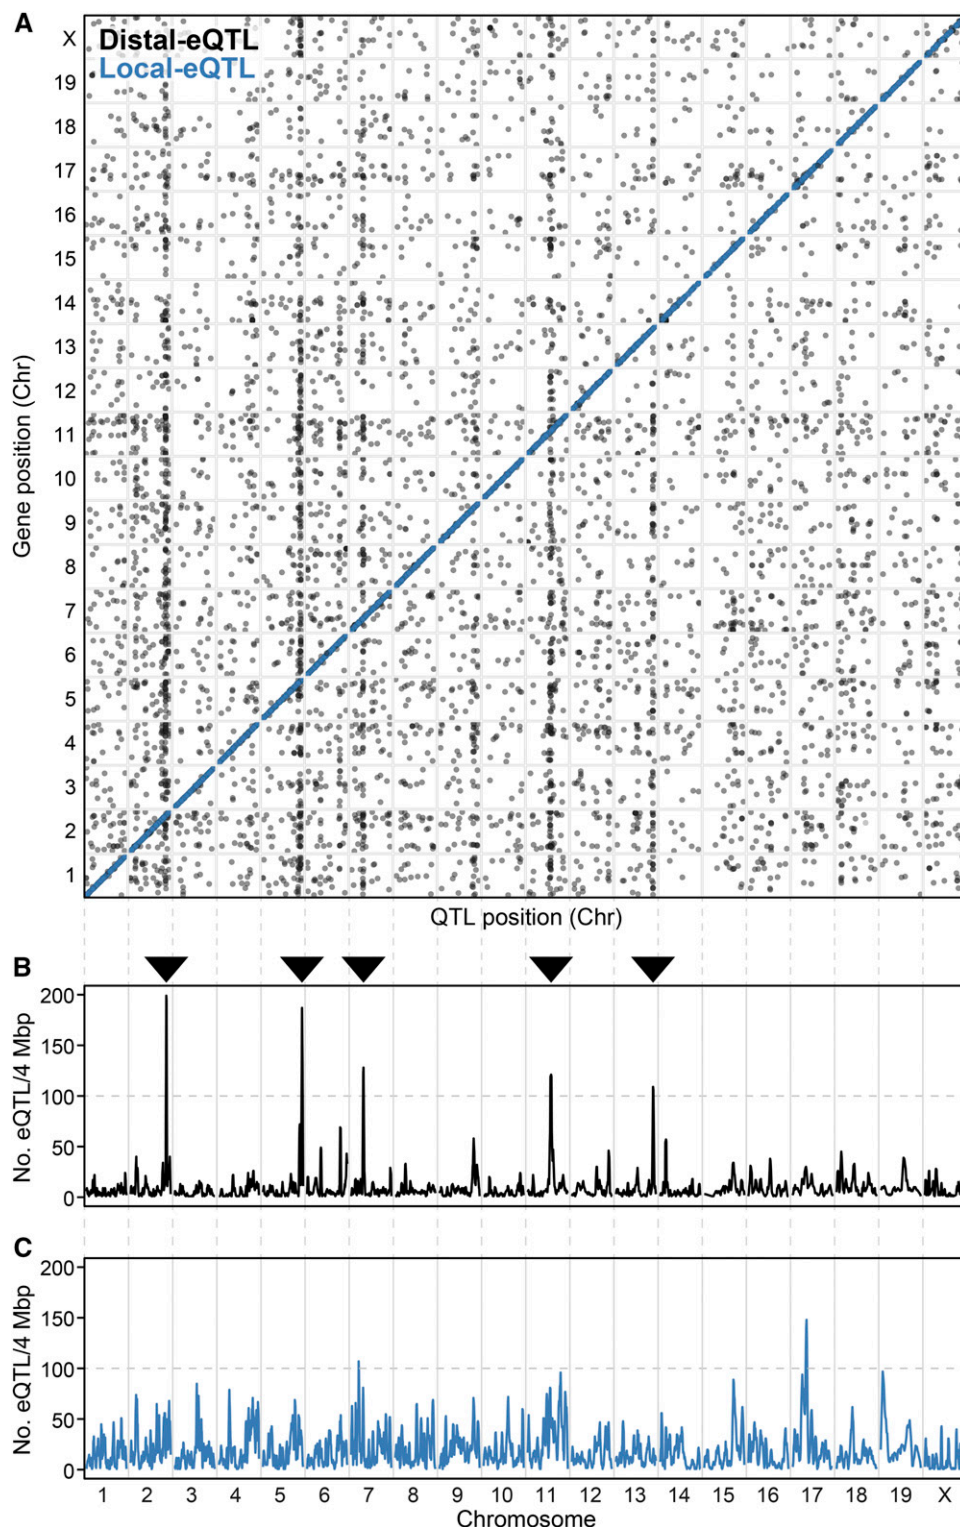 A
Distal-eQTL
Local-eQTL
X
19
18
17
16
15
14
13
12
11
10
9
8
7
6
5
4
3
2
1
Gene position (Chr)
QTL position (Chr)
B
200
150
100
50
0
No. eQTL/4 Mbp
C
200
150
100
50
0
No. eQTL/4 Mbp
1 2 3 4 5 6 7 8 9 10 11 12 13 14 15 16 17 18 19 X
Chromosome